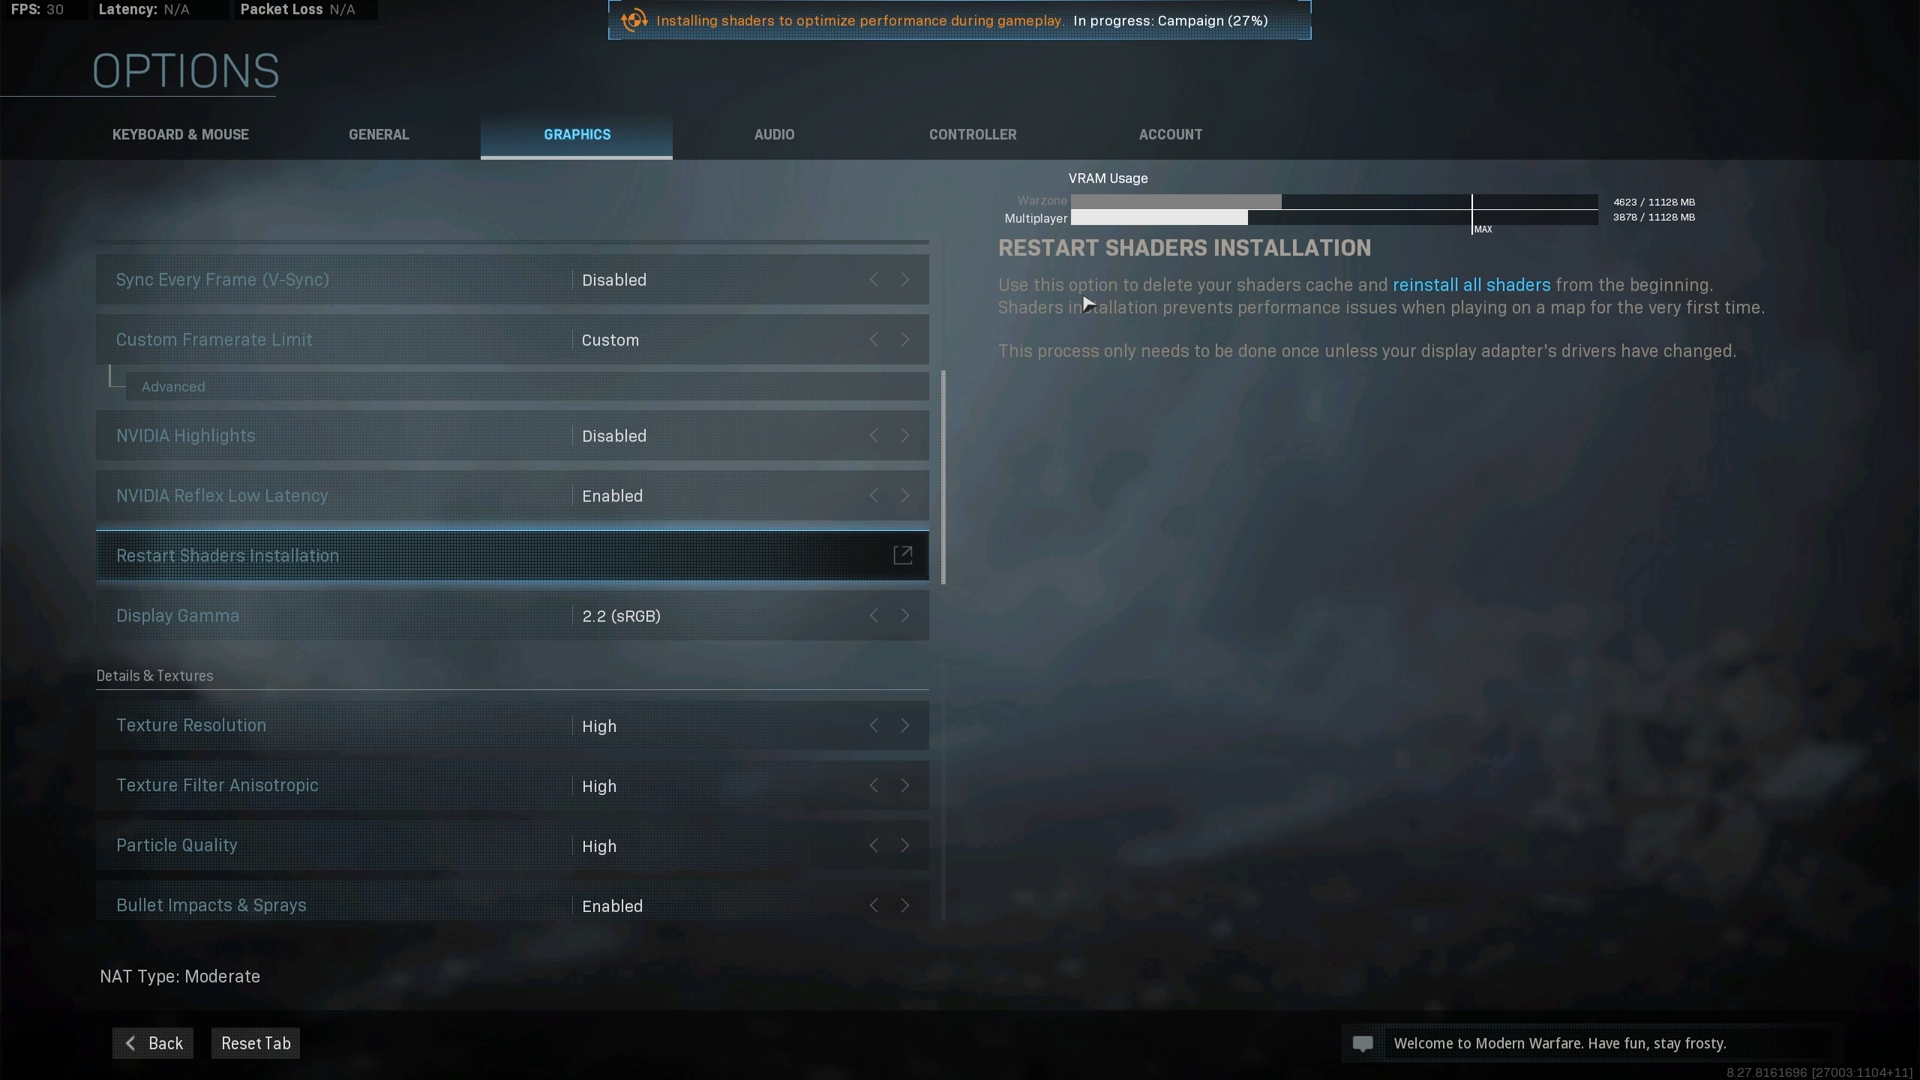 FPS: 30 Latency: N/A Packet Loss N/A
Installing shaders to optimize performance during gameplay. In progress: Campaign (27%)
OPTIONS
KEYBOARD & MOUSE GENERAL GRAPHICS AUDIO CONTROLLER ACCOUNT
VRAM Usage
Warzone 4623 / 11128 MB
Multiplayer 3878 / 11128 MB
MAX
Sync Every Frame (V-Sync) Disabled
Custom Framerate Limit Custom
Advanced
NVIDIA Highlights Disabled
NVIDIA Reflex Low Latency Enabled
Restart Shaders Installation
Display Gamma 2.2 (sRGB)
Details & Textures
Texture Resolution High
Texture Filter Anisotropic High
Particle Quality High
Bullet Impacts & Sprays Enabled
RESTART SHADERS INSTALLATION
Use this option to delete your shaders cache and reinstall all shaders from the beginning.
Shaders installation prevents performance issues when playing on a map for the very first time.
This process only needs to be done once unless your display adapter's drivers have changed.
NAT Type: Moderate
Back Reset Tab
Welcome to Modern Warfare. Have fun, stay frosty.
8.27.8161696 [27003:1104+11]